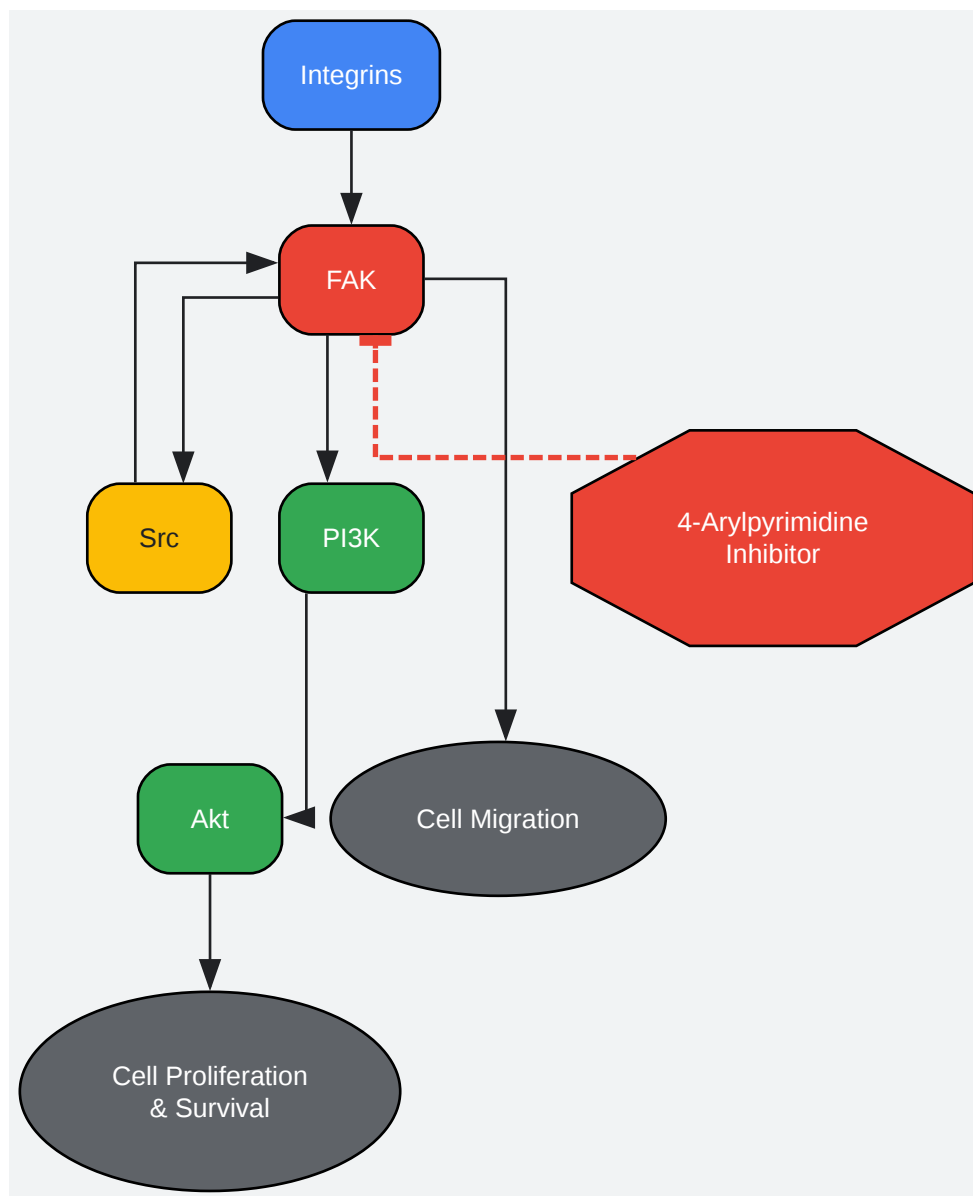 Integrins
FAK
Src
PI3K
4-Arylpyrimidine
Inhibitor
Akt
Cell Migration
Cell Proliferation
& Survival